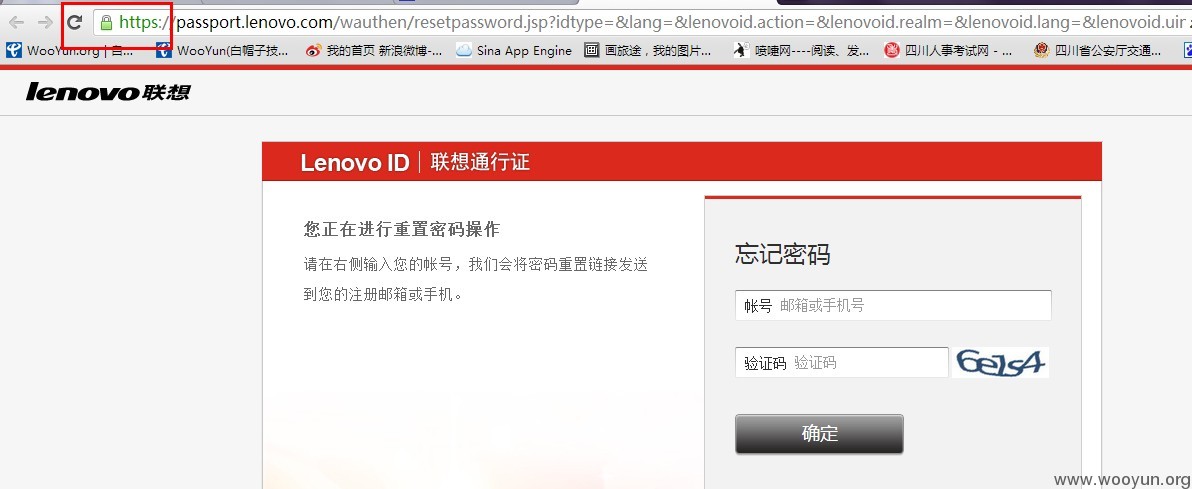 https://passport.lenovo.com/wauthen/resetpassword.jsp?idtype=&lang=&lenovoid.action=&lenovoid.realm=&lenovoid.lang=&lenovoid.uir
WooYun.org | 自... WooYun(白帽子技... 我的首页 新浪微博-... Sina App Engine 画旅途，我的图片... 喷嚏网----阅读、发... 四川人事考试网 - ... 四川省公安厅交通...
lenovo联想
Lenovo ID | 联想通行证
您正在进行重置密码操作
请在右侧输入您的帐号，我们会将密码重置链接发送
到您的注册邮箱或手机。
忘记密码
帐号 邮箱或手机号
验证码 验证码 6e1s4
确定
www.wooyun.org